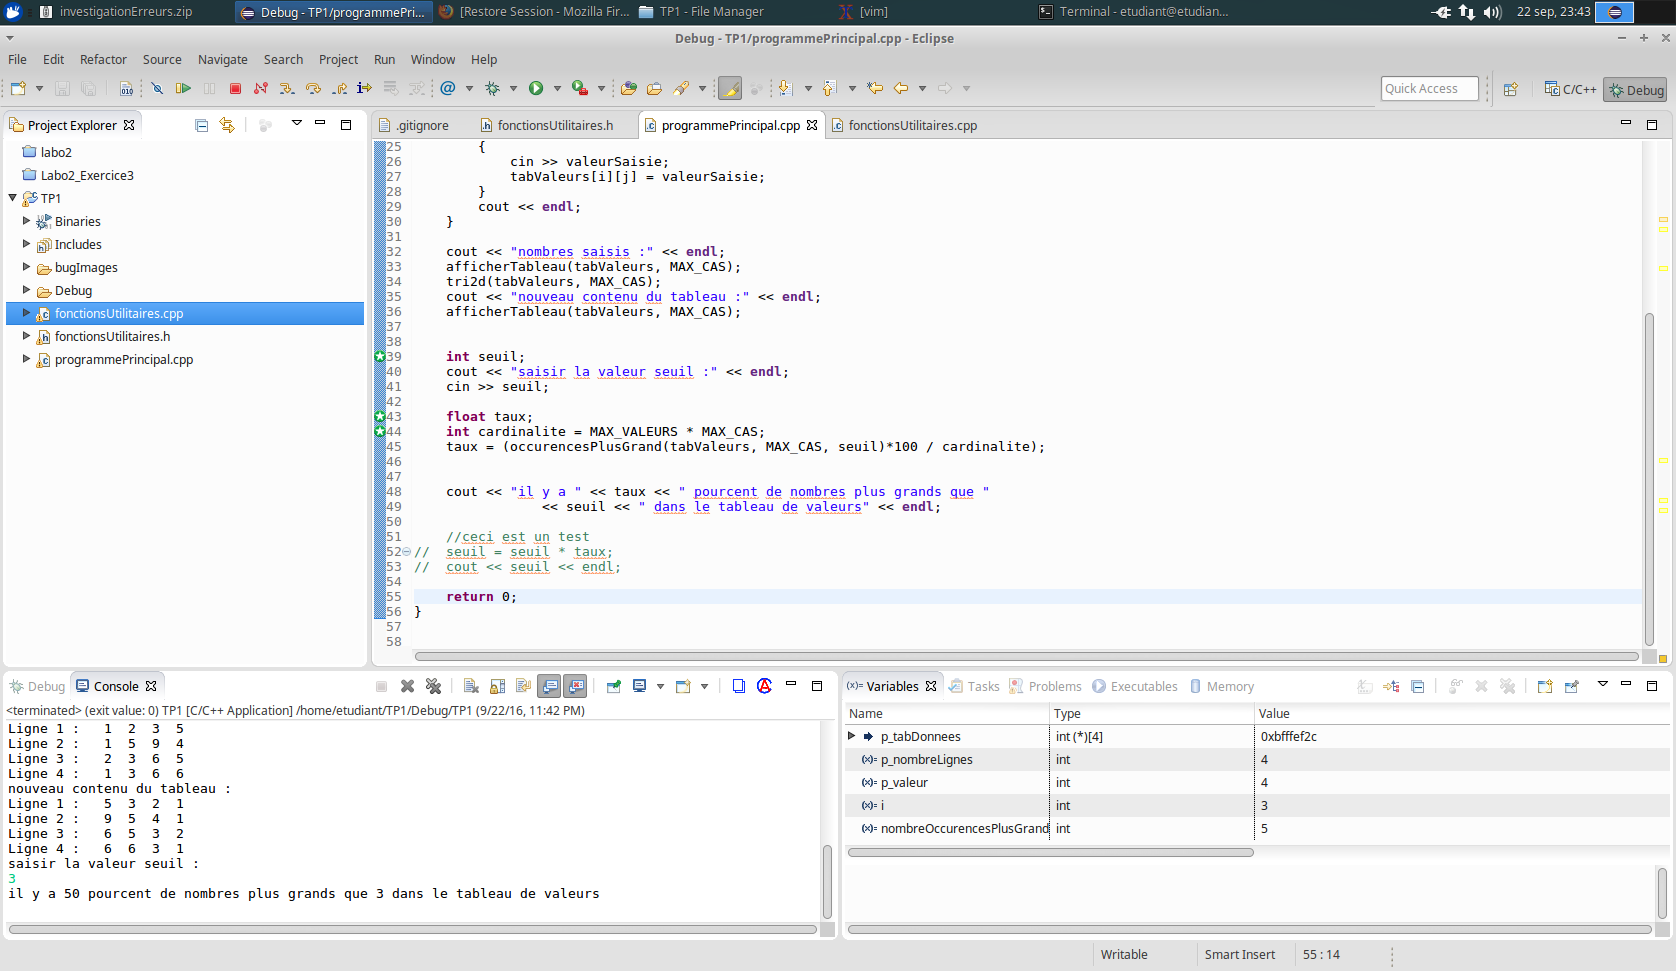 investigationErreurs.zip
Debug - TP1/programmePri...
[Restore Session - Mozilla Fir...
TP1 - File Manager
[vim]
Terminal - etudiant@etudian...
22 sep, 23:43
Debug - TP1/programmePrincipal.cpp - Eclipse
File Edit Refactor Source Navigate Search Project Run Window Help
Quick Access
C/C++
Debug
Project Explorer
labo2
Labo2_Exercice3
TP1
Binaries
Includes
bugImages
Debug
fonctionsUtilitaires.cpp
fonctionsUtilitaires.h
programmePrincipal.cpp
.gitignore
fonctionsUtilitaires.h
programmePrincipal.cpp
fonctionsUtilitaires.cpp
25 {
26 cin >> valeurSaisie;
27 tabValeurs[i][j] = valeurSaisie;
28 }
29 cout << endl;
30 }
31
32 cout << "nombres saisis :" << endl;
33 afficherTableau(tabValeurs, MAX_CAS);
34 tri2d(tabValeurs, MAX_CAS);
35 cout << "nouveau contenu du tableau :" << endl;
36 afficherTableau(tabValeurs, MAX_CAS);
37
38
39 int seuil;
40 cout << "saisir la valeur seuil :" << endl;
41 cin >> seuil;
42
43 float taux;
44 int cardinalite = MAX_VALEURS * MAX_CAS;
45 taux = (occurencesPlusGrand(tabValeurs, MAX_CAS, seuil)*100 / cardinalite);
46
47
48 cout << "il y a " << taux << " pourcent de nombres plus grands que "
49 << seuil << " dans le tableau de valeurs" << endl;
50
51 //ceci est un test
52 // seuil = seuil * taux;
53 // cout << seuil << endl;
54
55 return 0;
56 }
57
58
Debug
Console
<terminated> (exit value: 0) TP1 [C/C++ Application] /home/etudiant/TP1/Debug/TP1 (9/22/16, 11:42 PM)
Ligne 1 : 1 2 3 5
Ligne 2 : 1 5 9 4
Ligne 3 : 2 3 6 5
Ligne 4 : 1 3 6 6
nouveau contenu du tableau :
Ligne 1 : 5 3 2 1
Ligne 2 : 9 5 4 1
Ligne 3 : 6 5 3 2
Ligne 4 : 6 6 3 1
saisir la valeur seuil :
3
il y a 50 pourcent de nombres plus grands que 3 dans le tableau de valeurs
(x)= Variables
Tasks
Problems
Executables
Memory
Name Type Value
p_tabDonnees int (*)[4] 0xbfffef2c
(x)= p_nombreLignes int 4
(x)= p_valeur int 4
(x)= i int 3
(x)= nombreOccurencesPlusGrand int 5
Writable
Smart Insert
55 : 14